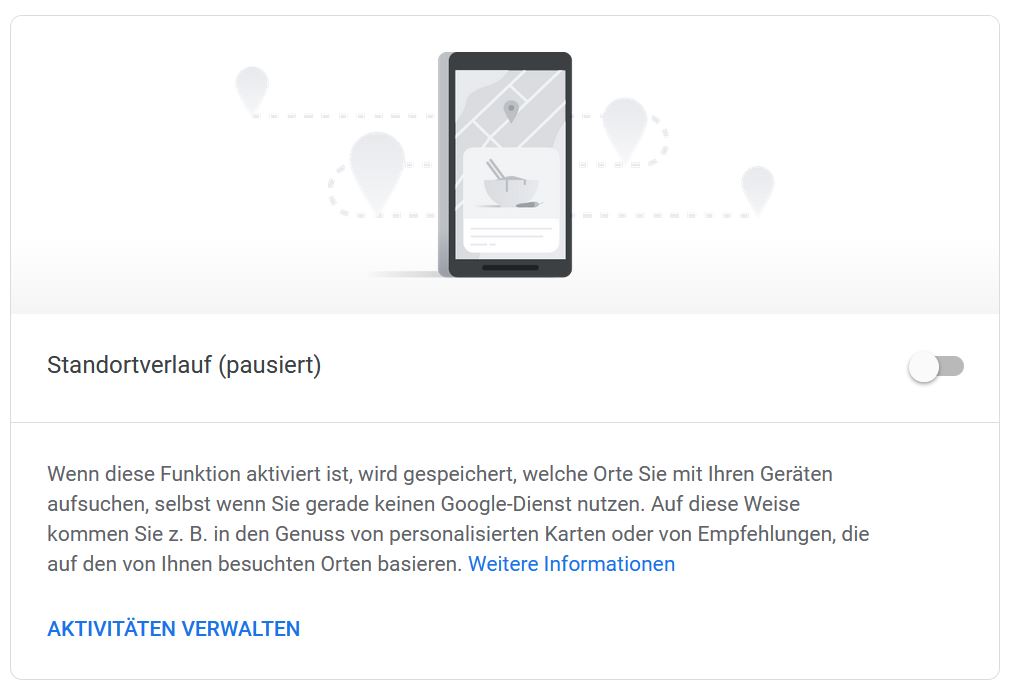 Standortverlauf (pausiert)
Wenn diese Funktion aktiviert ist, wird gespeichert, welche Orte Sie mit Ihren Geräten
aufsuchen, selbst wenn Sie gerade keinen Google-Dienst nutzen. Auf diese Weise
kommen Sie z. B. in den Genuss von personalisierten Karten oder von Empfehlungen, die
auf den von Ihnen besuchten Orten basieren. Weitere Informationen
AKTIVITÄTEN VERWALTEN